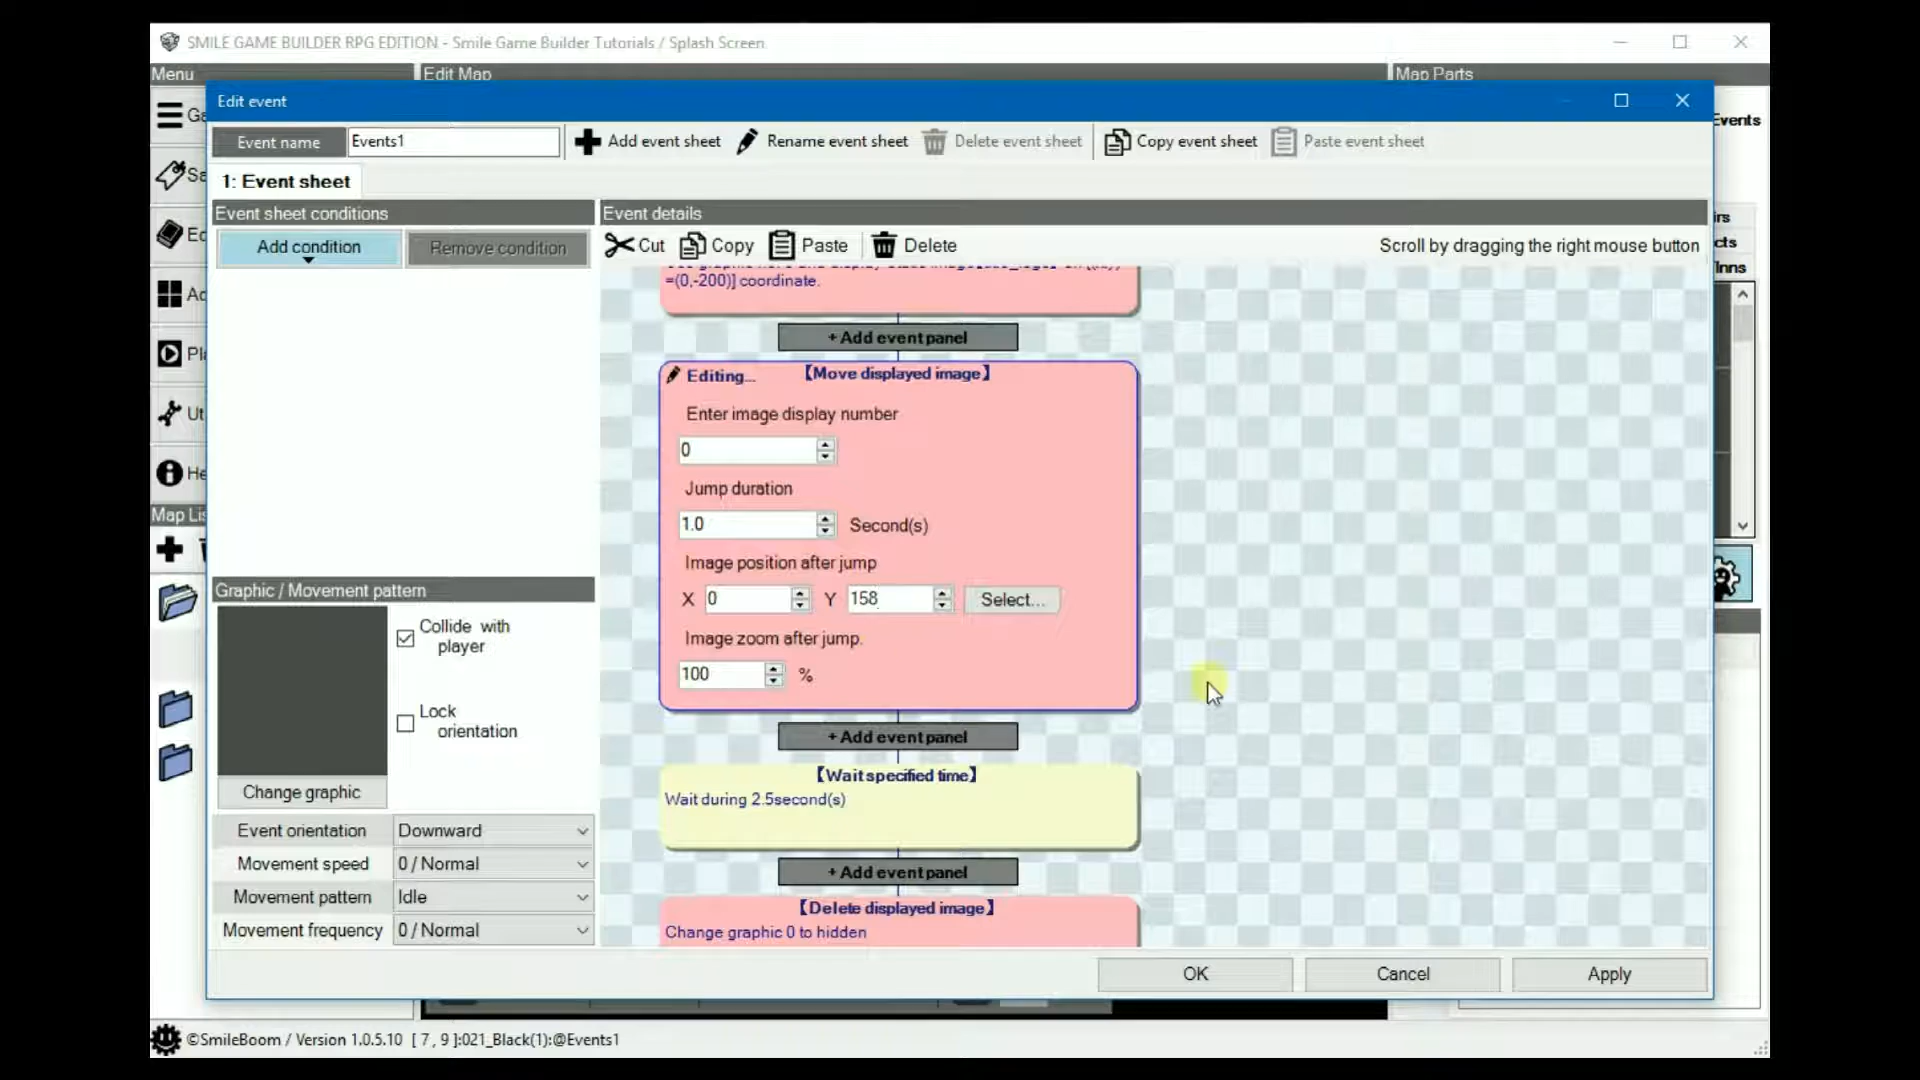 SMILE GAME BUILDER RPG EDITION - Smile Game Builder Tutorials / Splash Screen
Menu
Edit Map
Map Parts
Edit event
Event name
Events1
Add event sheet
Rename event sheet
Delete event sheet
Copy event sheet
Paste event sheet
Events
1: Event sheet
Event sheet conditions
Add condition
Remove condition
Event details
Cut
Copy
Paste
Delete
Scroll by dragging the right mouse button
=(0,-200)] coordinate.
+ Add event panel
Editing...
【Move displayed image】
Enter image display number
0
Jump duration
1.0
Second(s)
Image position after jump
X 0
Y 158
Select...
Image zoom after jump.
100
%
+ Add event panel
【Wait specified time】
Wait during 2.5second(s)
+ Add event panel
【Delete displayed image】
Change graphic 0 to hidden
Graphic / Movement pattern
Collide with
player
Lock
orientation
Change graphic
Event orientation
Downward
Movement speed
0 / Normal
Movement pattern
Idle
Movement frequency
0 / Normal
OK
Cancel
Apply
©SmileBoom / Version 1.0.5.10 [ 7 , 9 ]:021_Black(1):@Events1